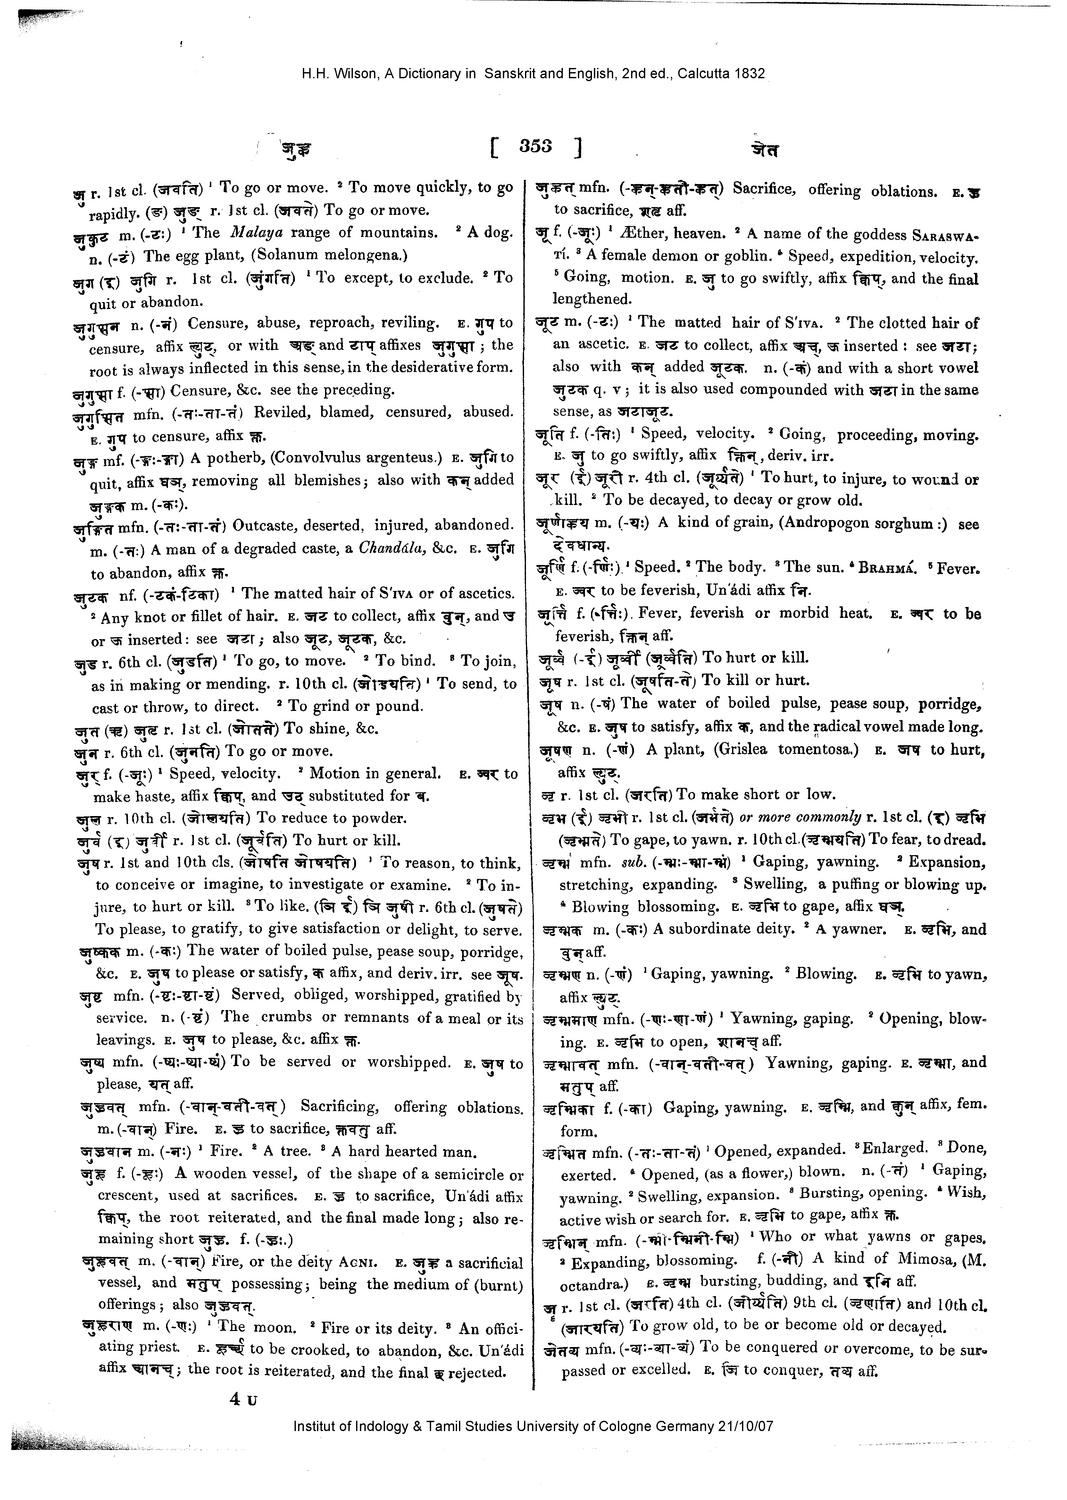 H.H. Wilson, A Dictionary in Sanskrit and English, 2nd ed., Calcutta 1832
जुहू [ 353 ] जेत
जु r. 1st cl. (जवति) ¹ To go or move. ² To move quickly, to go
rapidly. (ङ) जुङ् r. 1st cl. (जवते) To go or move.
जुकुट m. (-टः) ¹ The Malaya range of mountains. ² A dog.
n. (-टं) The egg plant, (Solanum melongena.)
जुग (इ) जुगि r. 1st cl. (जुंगति) ¹ To except, to exclude. ² To
quit or abandon.
जुगुप्सन n. (-नं) Censure, abuse, reproach, reviling. E. गुप to
censure, affix ल्युट्, or with अङ् and टाप् affixes जुगुप्सा; the
root is always inflected in this sense, in the desiderative form.
जुगुप्सा f. (-प्सा) Censure, &c. see the preceding.
जुगुप्सित mfn. (-तः-ता-तं) Reviled, blamed, censured, abused.
E. गुप to censure, affix क्त.
जुङ्ग mf. (-ङ्गः-ङ्गा) A potherb, (Convolvulus argenteus.) E. जुगि to
quit, affix घञ्, removing all blemishes; also with कन् added
जुङ्गक m. (-कः).
जुङ्गित mfn. (-तः-ता-तं) Outcaste, deserted, injured, abandoned.
m. (-तः) A man of a degraded caste, a Chandála, &c. E. जुगि
to abandon, affix क्त.
जुटक nf. (-टकं-टिका) ¹ The matted hair of S'IVA or of ascetics.
² Any knot or fillet of hair. E. जट to collect, affix वुन्, and उ
or ऊ inserted: see जटा; also जूट, जूटक, &c.
जुड r. 6th cl. (जुडति) ¹ To go, to move. ² To bind. ³ To join,
as in making or mending. r. 10th cl. (जोडयति) ¹ To send, to
cast or throw, to direct. ² To grind or pound.
जुत (ऋ) जुतृ r. 1st cl. (जोतते) To shine, &c.
जुन r. 6th cl. (जुनति) To go or move.
जुर् f. (-जूः) ¹ Speed, velocity. ² Motion in general. E. ज्वर to
make haste, affix क्विप्, and उठ् substituted for व.
जुल r. 10th cl. (जोलयति) To reduce to powder.
जुर्व (ई) जुर्वी r. 1st cl. (जूर्वति) To hurt or kill.
जुष r. 1st and 10th cls. (जोषति जोषयति) ¹ To reason, to think,
to conceive or imagine, to investigate or examine. ² To in-
jure, to hurt or kill. ³ To like. (ञि ई) ञि जुषी r. 6th cl. (जुषते)
To please, to gratify, to give satisfaction or delight, to serve.
जुष्कक m. (-कः) The water of boiled pulse, pease soup, porridge,
&c. E. जुष to please or satisfy, क affix, and deriv. irr. see जूष.
जुष्ट mfn. (-ष्टः-ष्टा-ष्टं) Served, obliged, worshipped, gratified by
service. n. (-ष्टं) The crumbs or remnants of a meal or its
leavings. E. जुष to please, &c. affix क्त.
जुष्य mfn. (-ष्यः-ष्या-ष्यं) To be served or worshipped. E. जुष to
please, यत् aff.
जुहुवत् mfn. (-वान्-वती-वत्) Sacrificing, offering oblations.
m. (-वान्) Fire. E. हु to sacrifice, क्तवतु aff.
जुहुवान m. (-नः) ¹ Fire. ² A tree. ³ A hard hearted man.
जुहू f. (-हूः) A wooden vessel, of the shape of a semicircle or
crescent, used at sacrifices. E. हु to sacrifice, Un'ádi affix
क्विप्, the root reiterated, and the final made long; also re-
maining short जुहु. f. (-हुः.)
जुहूवत् m. (-वान्) Fire, or the deity AGNI. E. जुहू a sacrificial
vessel, and मतुप् possessing; being the medium of (burnt)
offerings; also जुहुवत्.
जुहूराण m. (-णः) ¹ The moon. ² Fire or its deity. ³ An offici-
ating priest. E. हुर्च्छ to be crooked, to abandon, &c. Un'ádi
affix आनच्; the root is reiterated, and the final rejected.
4 U
जुह्वत् mfn. (-ह्वन्-ह्वती-ह्वत्) Sacrifice, offering oblations. E. हु
to sacrifice, शतृ aff.
जू f. (-जूः) ¹ Æther, heaven. ² A name of the goddess SARASWA-
TÍ. ³ A female demon or goblin. ⁴ Speed, expedition, velocity.
⁵ Going, motion. E. जु to go swiftly, affix क्विप्, and the final
lengthened.
जूट m. (-टः) ¹ The matted hair of S'IVA. ² The clotted hair of
an ascetic. E. जट to collect, affix अच्, ऊ inserted: see जटा;
also with कन् added जूटक. n. (-कं) and with a short vowel
जुटक q. v; it is also used compounded with जटा in the same
sense, as जटाजूट.
जूति f. (-तिः) ¹ Speed, velocity. ² Going, proceeding, moving.
E. जु to go swiftly, affix क्तिन्, deriv. irr.
जूर (ई) जूरी r. 4th cl. (जूर्य्यते) ¹ To hurt, to injure, to wound or
kill. ² To be decayed, to decay or grow old.
जूर्णाह्वय m. (-यः) A kind of grain, (Andropogon sorghum:) see
देवधान्य.
जूर्णि f. (-र्णिः) ¹ Speed. ² The body. ³ The sun. ⁴ BRAHMÁ. ⁵ Fever.
E. ज्वर to be feverish, Un'ádi affix नि.
जूर्त्ति f. (-र्त्तिः) Fever, feverish or morbid heat. E. ज्वर to be
feverish, क्तिन् aff.
जूर्व्व (-ई) जूर्व्वी (जूर्व्वति) To hurt or kill.
जूष r. 1st cl. (जूषति-ते) To kill or hurt.
जूष n. (-षं) The water of boiled pulse, pease soup, porridge,
&c. E. जुष to satisfy, affix क, and the radical vowel made long.
जूषण n. (-णं) A plant, (Grislea tomentosa.) E. जष to hurt,
affix ल्युट्.
जृ r. 1st cl. (जरति) To make short or low.
जृभ (ई) जृभी r. 1st cl. (जर्भते) or more commonly r. 1st cl. (इ) जृभि
(जृम्भते) To gape, to yawn. r. 10th cl. (जृम्भयति) To fear, to dread.
जृम्भ mfn. sub. (-म्भः-म्भा-म्भं) ¹ Gaping, yawning. ² Expansion,
stretching, expanding. ³ Swelling, a puffing or blowing up.
⁴ Blowing blossoming. E. जृभि to gape, affix घञ्.
जृम्भक m. (-कः) A subordinate deity. ² A yawner. E. जृभि, and
वुन् aff.
जृम्भण n. (-णं) ¹ Gaping, yawning. ² Blowing. E. जृभि to yawn,
affix ल्युट्.
जृम्भमाण mfn. (-णः-णा-णं) ¹ Yawning, gaping. ² Opening, blow-
ing. E. जृभि to open, शानच् aff.
जृम्भावत् mfn. (-वान्-वती-वत्) Yawning, gaping. E. जृम्भा, and
मतुप् aff.
जृम्भिका f. (-का) Gaping, yawning. E. जृम्भि, and कुन् affix, fem.
form.
जृम्भित mfn. (-तः-ता-तं) ¹ Opened, expanded. ² Enlarged. ³ Done,
exerted. ⁴ Opened, (as a flower,) blown. n. (-तं) ¹ Gaping,
yawning. ² Swelling, expansion. ³ Bursting, opening. ⁴ Wish,
active wish or search for. E. जृभि to gape, affix क्त.
जृम्भिन् mfn. (-म्भी-म्भिनी-म्भि) ¹ Who or what yawns or gapes.
² Expanding, blossoming. f. (-नी) A kind of Mimosa, (M.
octandra.) E. जृम्भ bursting, budding, and इनि aff.
जॄ r. 1st cl. (जरति) 4th cl. (जीर्य्यति) 9th cl. (जृणाति) and 10th cl.
(जारयति) To grow old, to be or become old or decayed.
जेतव्य mfn. (-व्यः-व्या-व्यं) To be conquered or overcome, to be sur-
passed or excelled. E. जि to conquer, तव्य aff.
Institut of Indology & Tamil Studies University of Cologne Germany 21/10/07